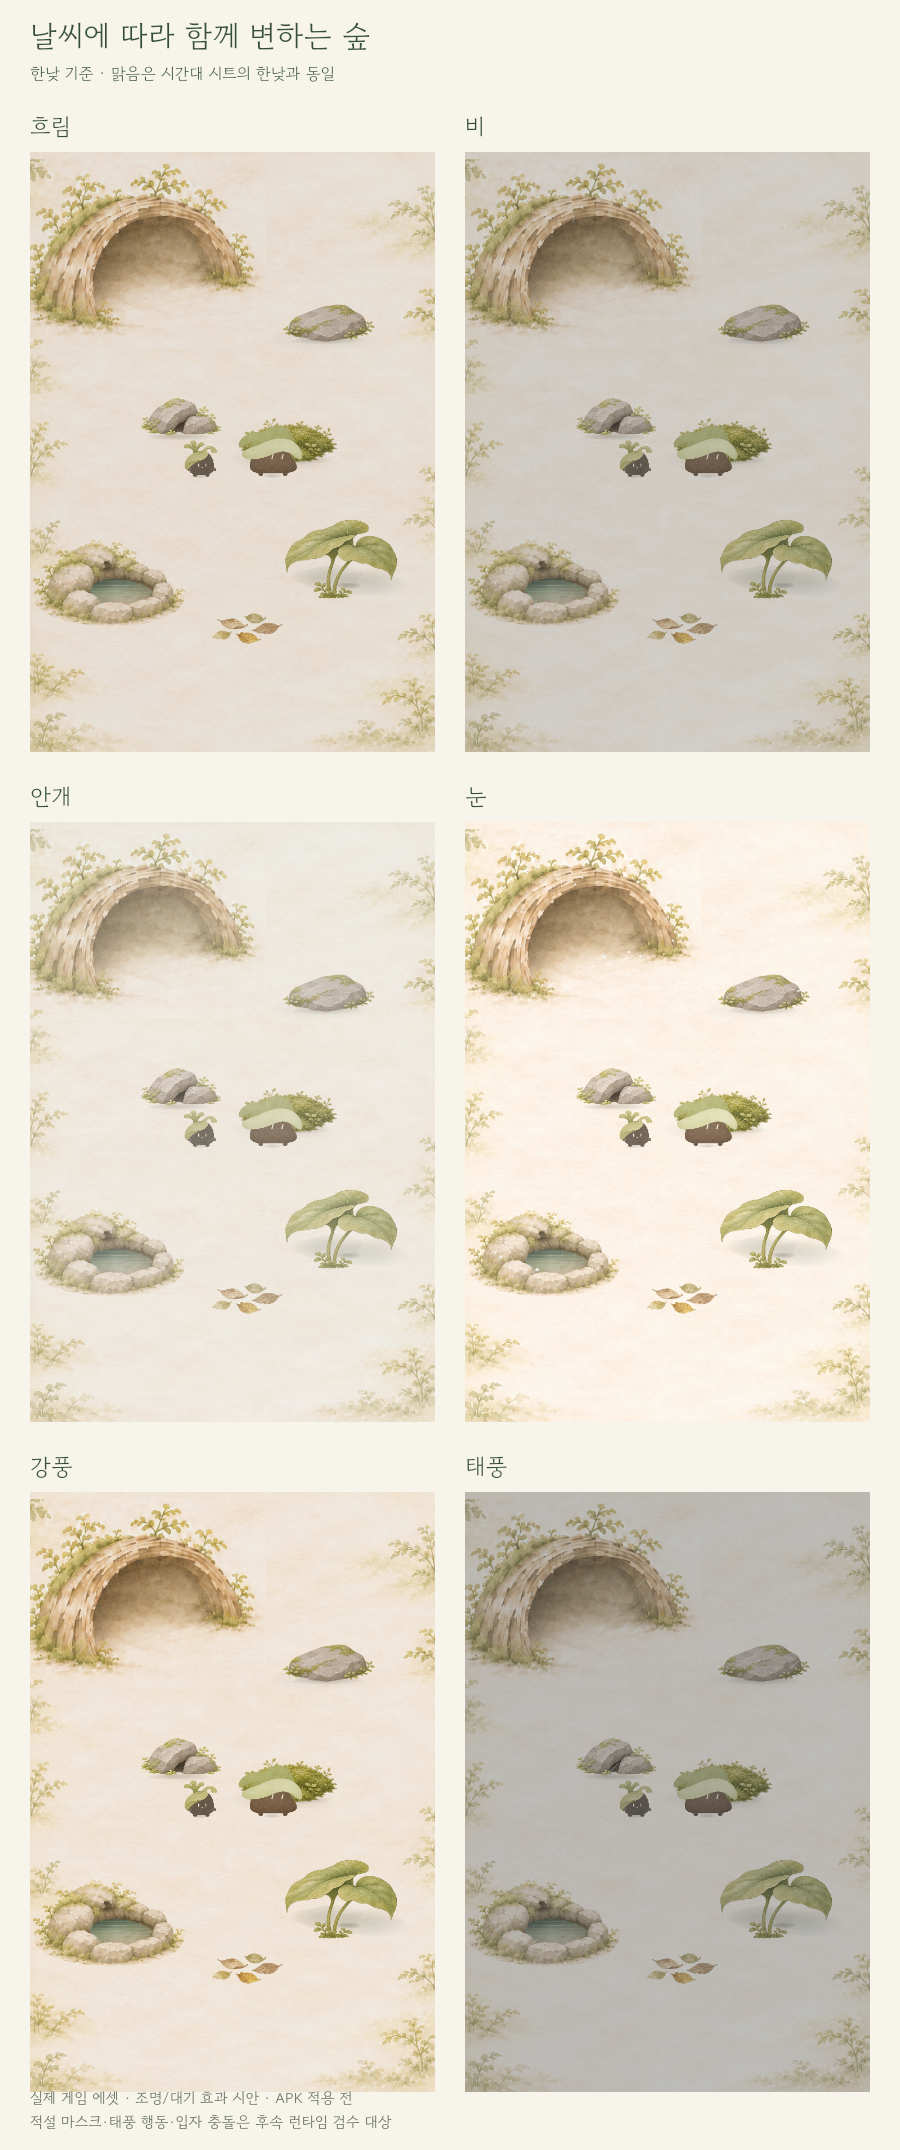 날씨에 따라 함께 변하는 숲
한낮 기준 · 맑음은 시간대 시트의 한낮과 동일
흐림
비
안개
눈
강풍
태풍
실제 게임 에셋 · 조명/대기 효과 시안 · APK 적용 전
적설 마스크·태풍 행동·입자 충돌은 후속 런타임 검수 대상